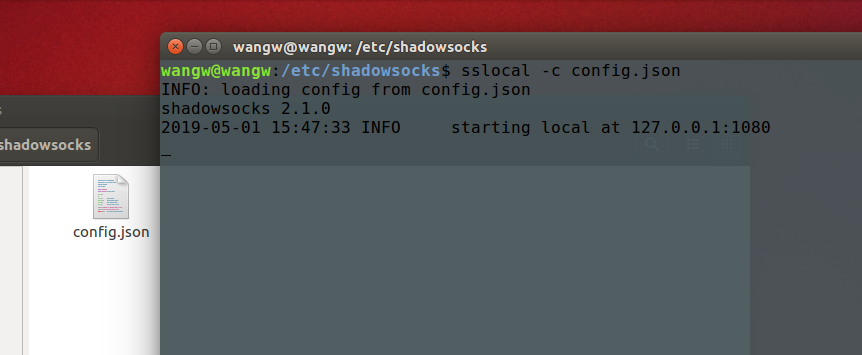 wangw@wangw: /etc/shadowsocks
wangw@wangw:/etc/shadowsocks$ sslocal -c config.json
INFO: loading config from config.json
shadowsocks 2.1.0
2019-05-01 15:47:33 INFO     starting local at 127.0.0.1:1080
shadowsocks
config.json